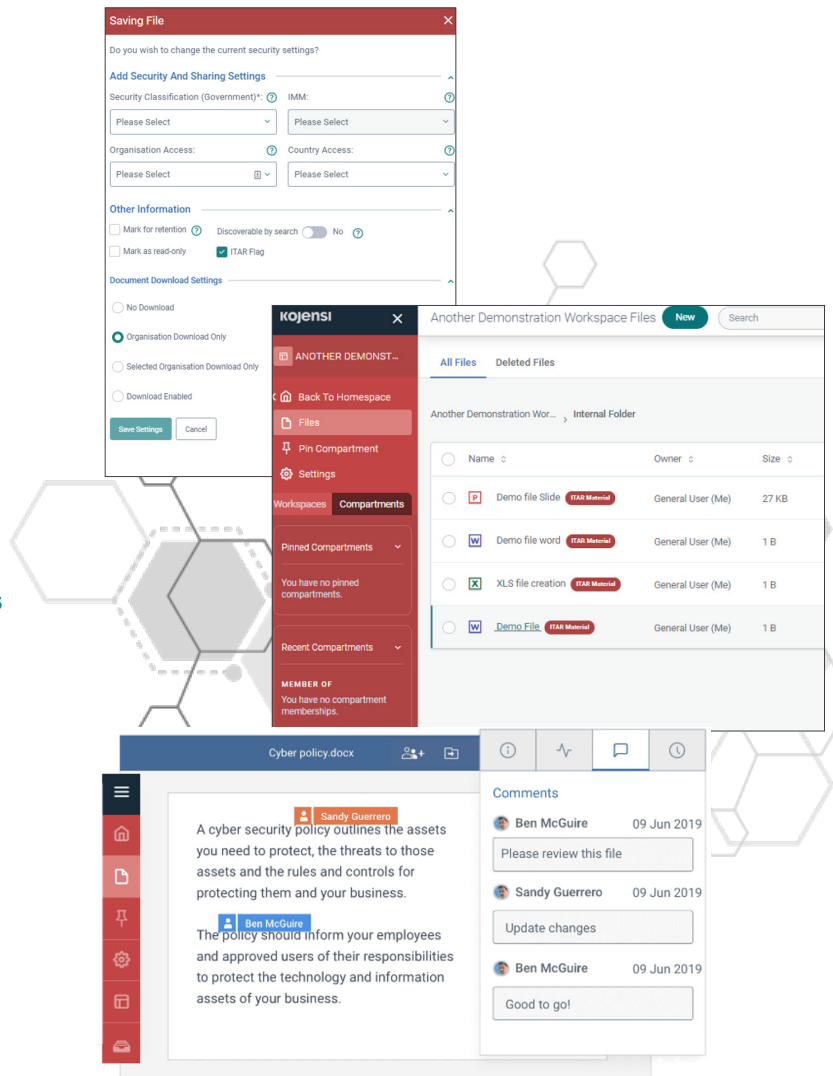 Saving File
Do you wish to change the current security settings?
Add Security And Sharing Settings
Security Classification (Government)*: IMM:
Please Select Please Select
Organisation Access: Country Access:
Please Select Please Select
Other Information
Mark for retention Discoverable by search No
Mark as read-only ITAR Flag
Document Download Settings
No Download
Organisation Download Only
Selected Organisation Download Only
Download Enabled
Save Settings Cancel
KOJENSI
ANOTHER DEMONST...
Back To Homespace
Files
Pin Compartment
Settings
Workspaces Compartments
Pinned Compartments
You have no pinned
compartments.
Recent Compartments
MEMBER OF
You have no compartment
memberships.
Another Demonstration Workspace Files New Search
All Files Deleted Files
Another Demonstration Wor... > Internal Folder
Name Owner Size
Demo file Slide ITAR Material General User (Me) 27 KB
Demo file word ITAR Material General User (Me) 1 B
XLS file creation ITAR Material General User (Me) 1 B
Demo File ITAR Material General User (Me) 1 B
s
Cyber policy.docx
Sandy Guerrero
A cyber security policy outlines the assets
you need to protect, the threats to those
assets and the rules and controls for
protecting them and your business.
Ben McGuire
The policy should inform your employees
and approved users of their responsibilities
to protect the technology and information
assets of your business.
Comments
Ben McGuire 09 Jun 2019
Please review this file
Sandy Guerrero 09 Jun 2019
Update changes
Ben McGuire 09 Jun 2019
Good to go!